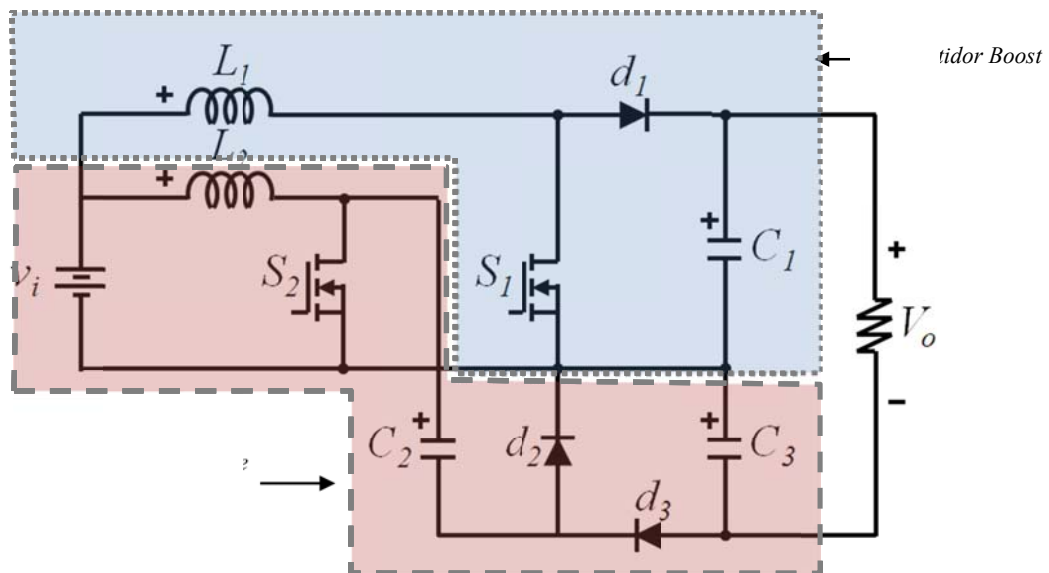 tidor Boost
L₁
d₁
+
L₂
+
+
C₁
+
vᵢ
S₂
S₁
Vₒ
−
+
C₂
d₂
+
C₃
d₃